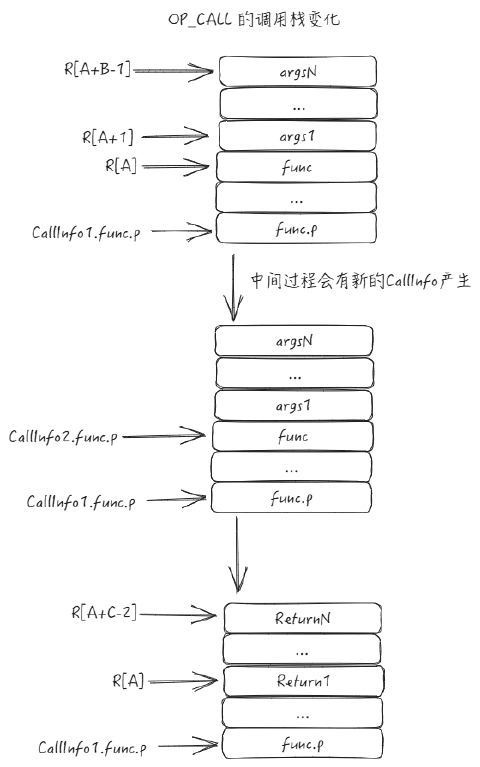 OP_CALL 的调用栈变化
R[A+B-1]
argsN
...
R[A+1]
args1
R[A]
func
...
CallInfo1.func.p
func.p
中间过程会有新的CallInfo产生
argsN
...
args1
CallInfo2.func.p
func
...
CallInfo1.func.p
func.p
R[A+C-2]
ReturnN
...
R[A]
Return1
...
CallInfo1.func.p
func.p